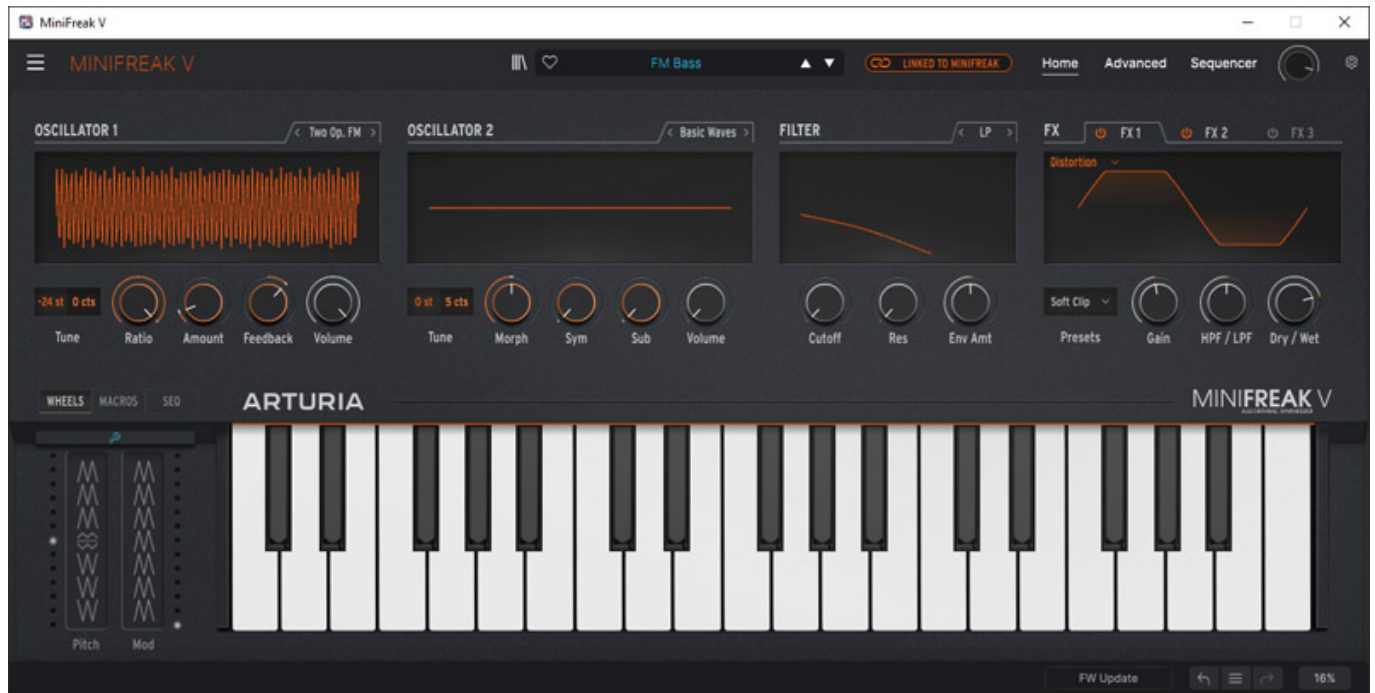 MiniFreak V
MINIFREAK V
FM Bass
LINKED TO MINIFREAK
Home Advanced Sequencer
OSCILLATOR 1
Two Op. FM
OSCILLATOR 2
Basic Waves
FILTER
LP
FX
FX 1
FX 2
FX 3
Distortion
-24 st 0 cts
0 st 5 cts
Soft Clip
Tune Ratio Amount Feedback Volume
Tune Morph Sym Sub Volume
Cutoff Res Env Amt
Presets Gain HPF / LPF Dry / Wet
WHEELS MACROS SEQ
ARTURIA
MINIFREAK V
ALGORITHMIC SYNTHESIZER
Pitch Mod
FW Update
16%